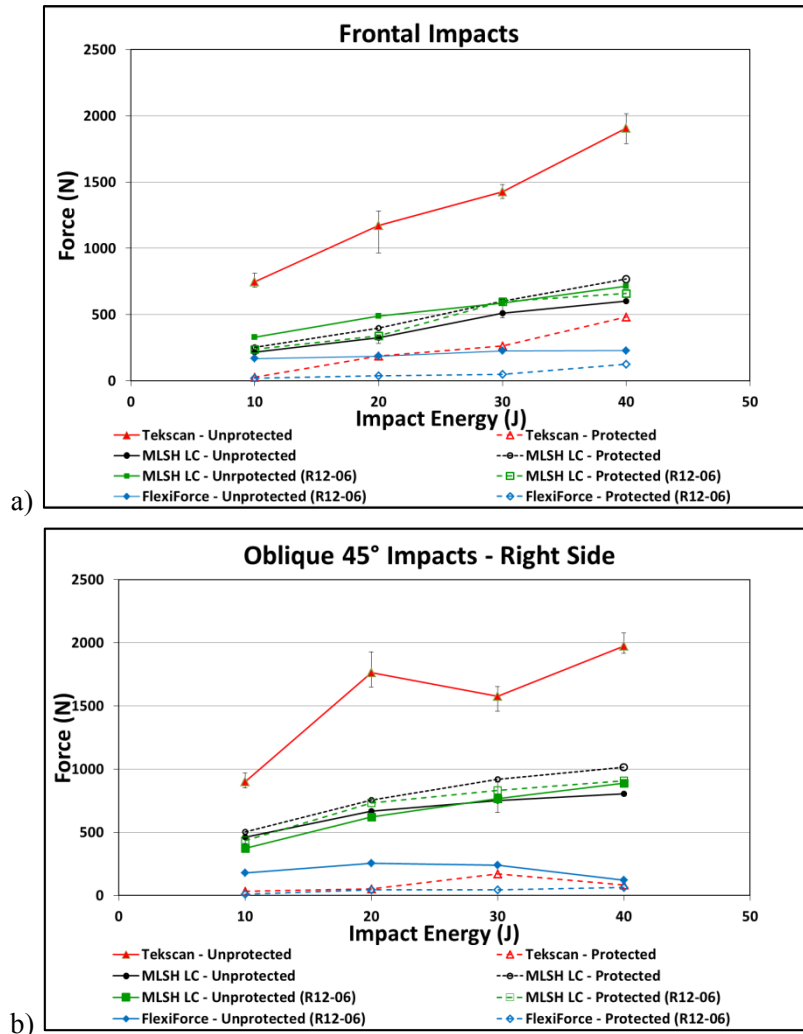 Frontal Impacts
2500
2000
1500
1000
500
0
Force (N)
0 10 20 30 40 50
Impact Energy (J)
Tekscan - Unprotected Tekscan - Protected
MLSH LC - Unprotected MLSH LC - Protected
MLSH LC - Unrpotected (R12-06) MLSH LC - Protected (R12-06)
FlexiForce - Unprotected (R12-06) FlexiForce - Protected (R12-06)
a)
Oblique 45° Impacts - Right Side
2500
2000
1500
1000
500
0
Force (N)
0 10 20 30 40 50
Impact Energy (J)
Tekscan - Unprotected Tekscan - Protected
MLSH LC - Unprotected MLSH LC - Protected
MLSH LC - Unprotected (R12-06) MLSH LC - Protected (R12-06)
FlexiForce - Unprotected (R12-06) FlexiForce - Protected (R12-06)
b)